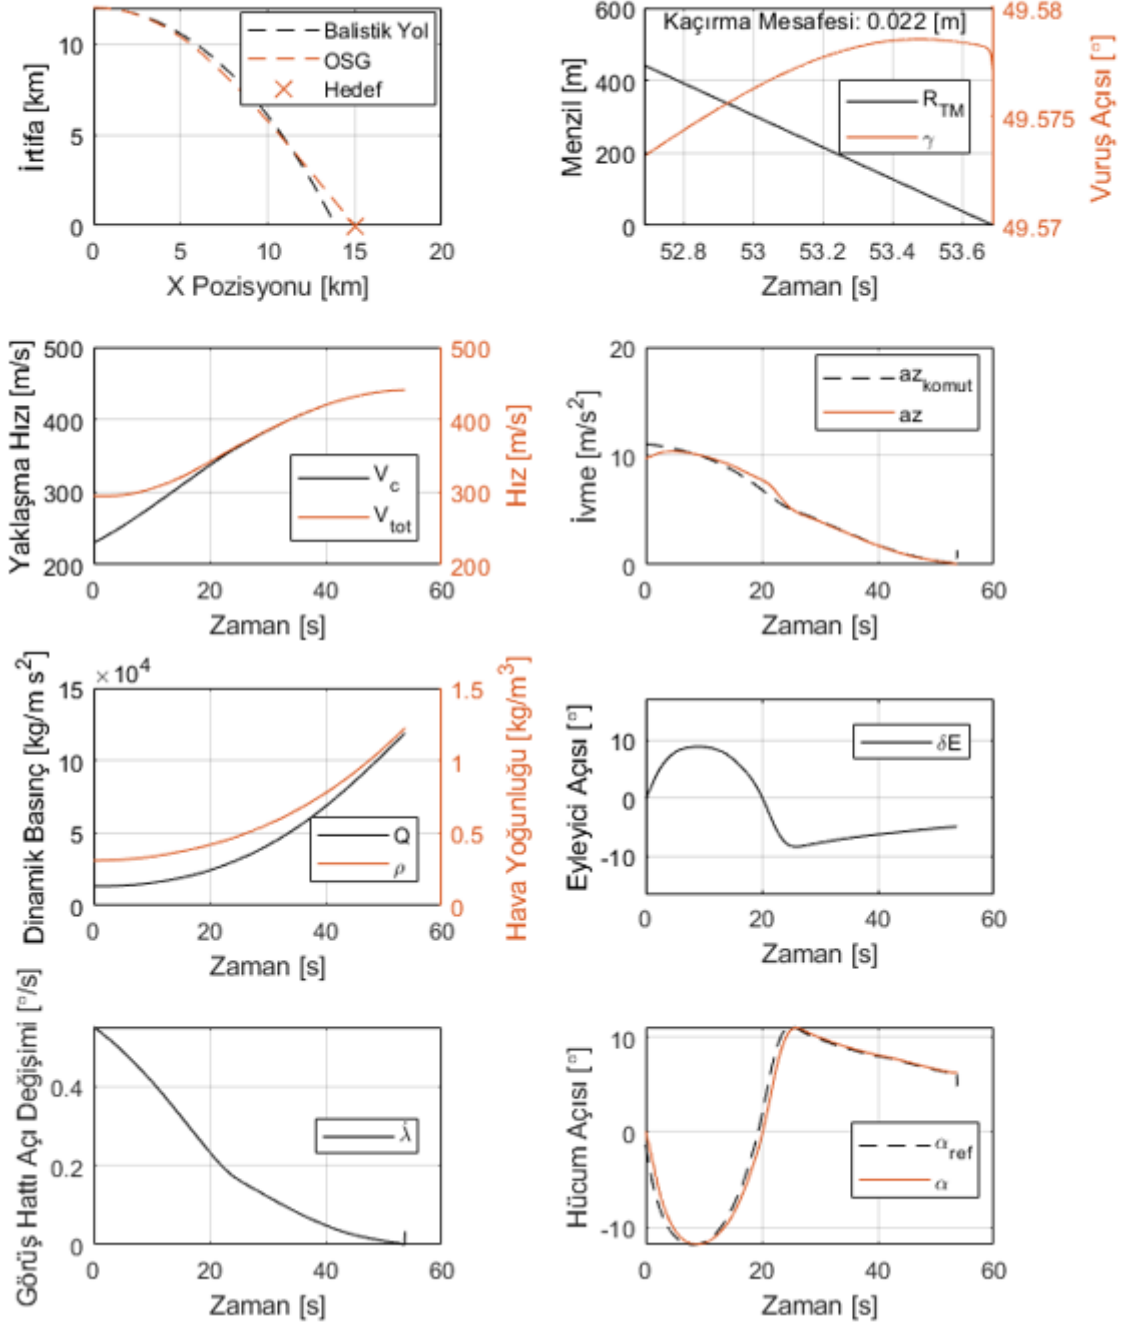 İrtifa [km]
10
5
0
0
5
10
15
20
X Pozisyonu [km]
Balistik Yol
OSG
Hedef
Menzil [m]
600
400
200
0
Kaçırma Mesafesi: 0.022 [m]
R_TM
γ
49.58
49.575
49.57
Vuruş Açısı [°]
52.8
53
53.2
53.4
53.6
Zaman [s]
Yaklaşma Hızı [m/s]
500
400
300
200
V_c
V_tot
500
400
300
200
Hız [m/s]
0
20
40
60
Zaman [s]
İvme [m/s²]
20
10
0
az_komut
az
0
20
40
60
Zaman [s]
Dinamik Basınç [kg/m s²]
× 10⁴
15
10
5
0
Q
ρ
1.5
1
0.5
0
Hava Yoğunluğu [kg/m³]
0
20
40
60
Zaman [s]
Eyleyici Açısı [°]
10
0
-10
δE
0
20
40
60
Zaman [s]
Görüş Hattı Açı Değişimi [°/s]
0.4
0.2
0
λ̇
0
20
40
60
Zaman [s]
Hücum Açısı [°]
10
0
-10
α_ref
α
0
20
40
60
Zaman [s]